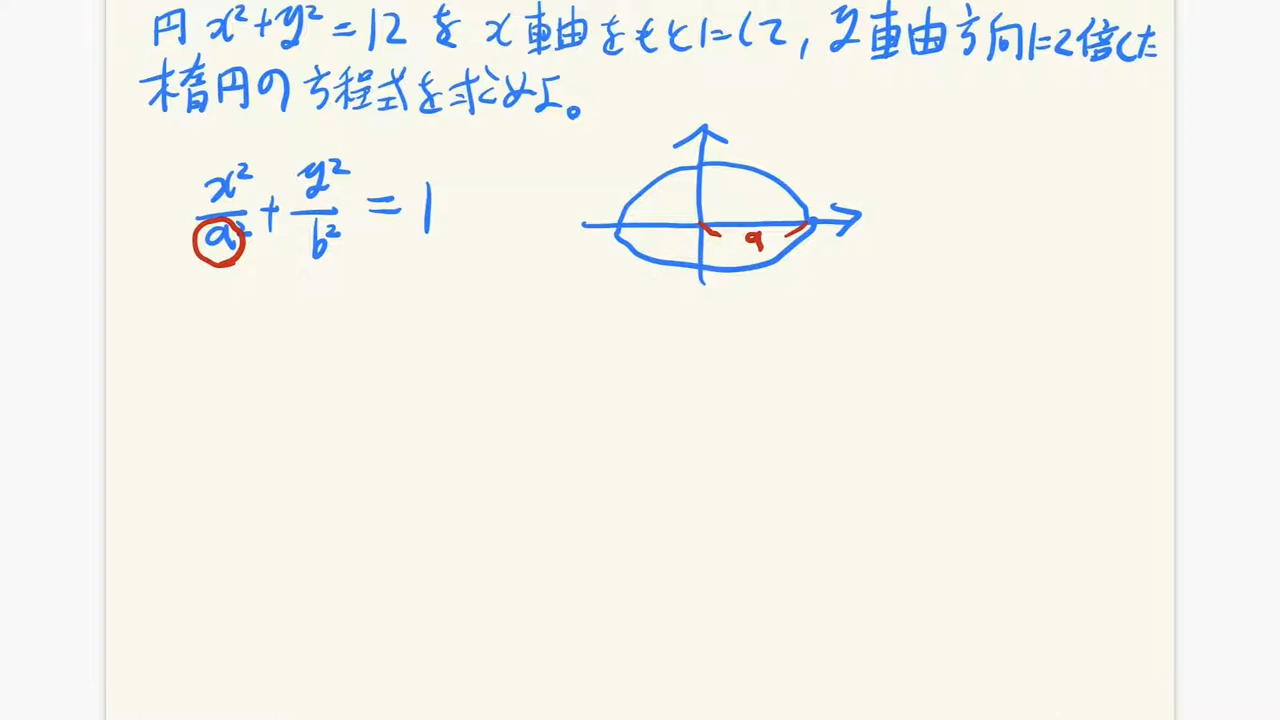 円 x²+y²=12 を x軸をもとにして, y軸方向に2倍した
楕円の方程式を求めよ。
x²/a² + y²/b² = 1
a